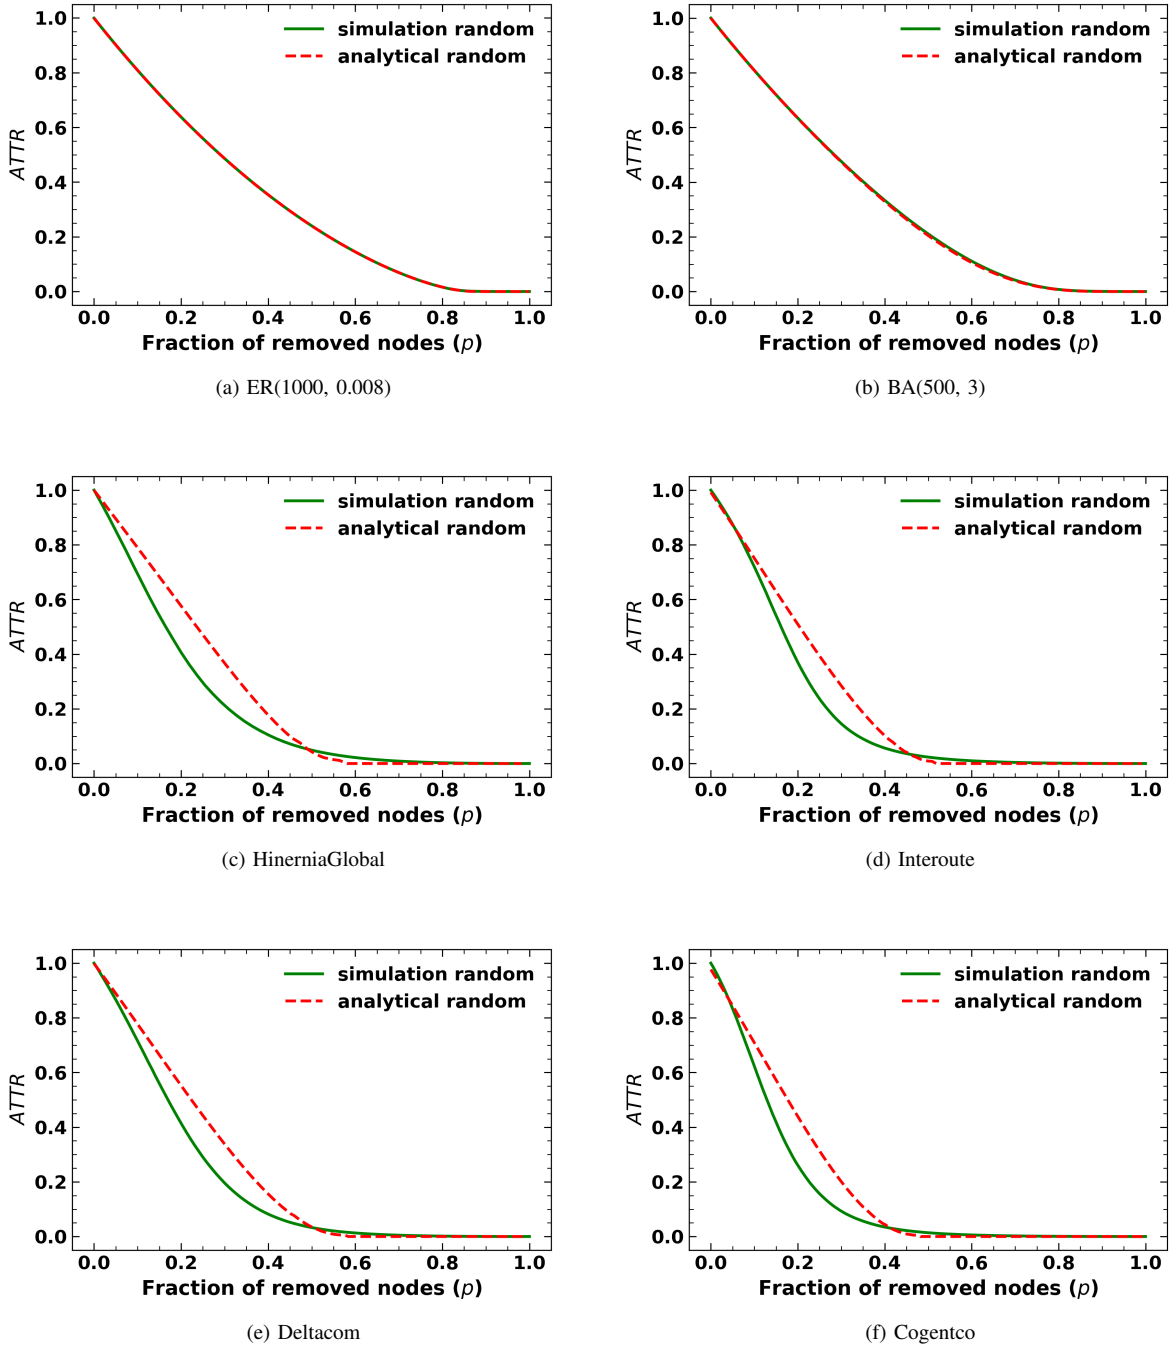 simulation random
analytical random
1.0
0.8
0.6
0.4
0.2
0.0
ATTR
0.0 0.2 0.4 0.6 0.8 1.0
Fraction of removed nodes (p)
(a) ER(1000, 0.008)
simulation random
analytical random
1.0
0.8
0.6
0.4
0.2
0.0
ATTR
0.0 0.2 0.4 0.6 0.8 1.0
Fraction of removed nodes (p)
(b) BA(500, 3)
simulation random
analytical random
1.0
0.8
0.6
0.4
0.2
0.0
ATTR
0.0 0.2 0.4 0.6 0.8 1.0
Fraction of removed nodes (p)
(c) HinerniaGlobal
simulation random
analytical random
1.0
0.8
0.6
0.4
0.2
0.0
ATTR
0.0 0.2 0.4 0.6 0.8 1.0
Fraction of removed nodes (p)
(d) Interoute
simulation random
analytical random
1.0
0.8
0.6
0.4
0.2
0.0
ATTR
0.0 0.2 0.4 0.6 0.8 1.0
Fraction of removed nodes (p)
(e) Deltacom
simulation random
analytical random
1.0
0.8
0.6
0.4
0.2
0.0
ATTR
0.0 0.2 0.4 0.6 0.8 1.0
Fraction of removed nodes (p)
(f) Cogentco